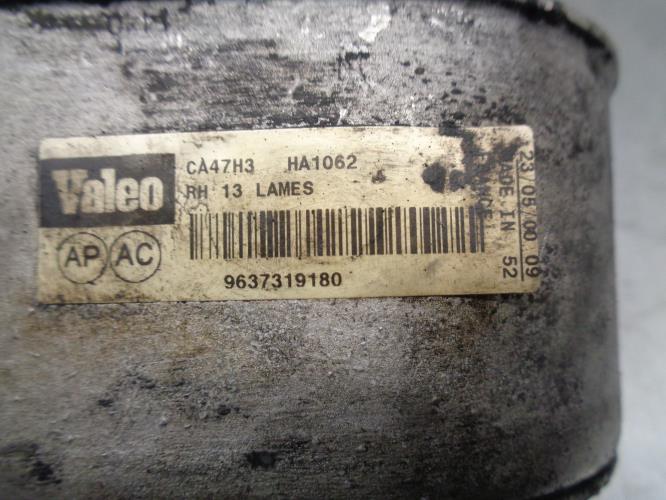 Valeo
CA47H3 HA1062
RH 13 LAMES
AP AC
9637319180
23/05/00 09 52
MADE IN
FRANCE